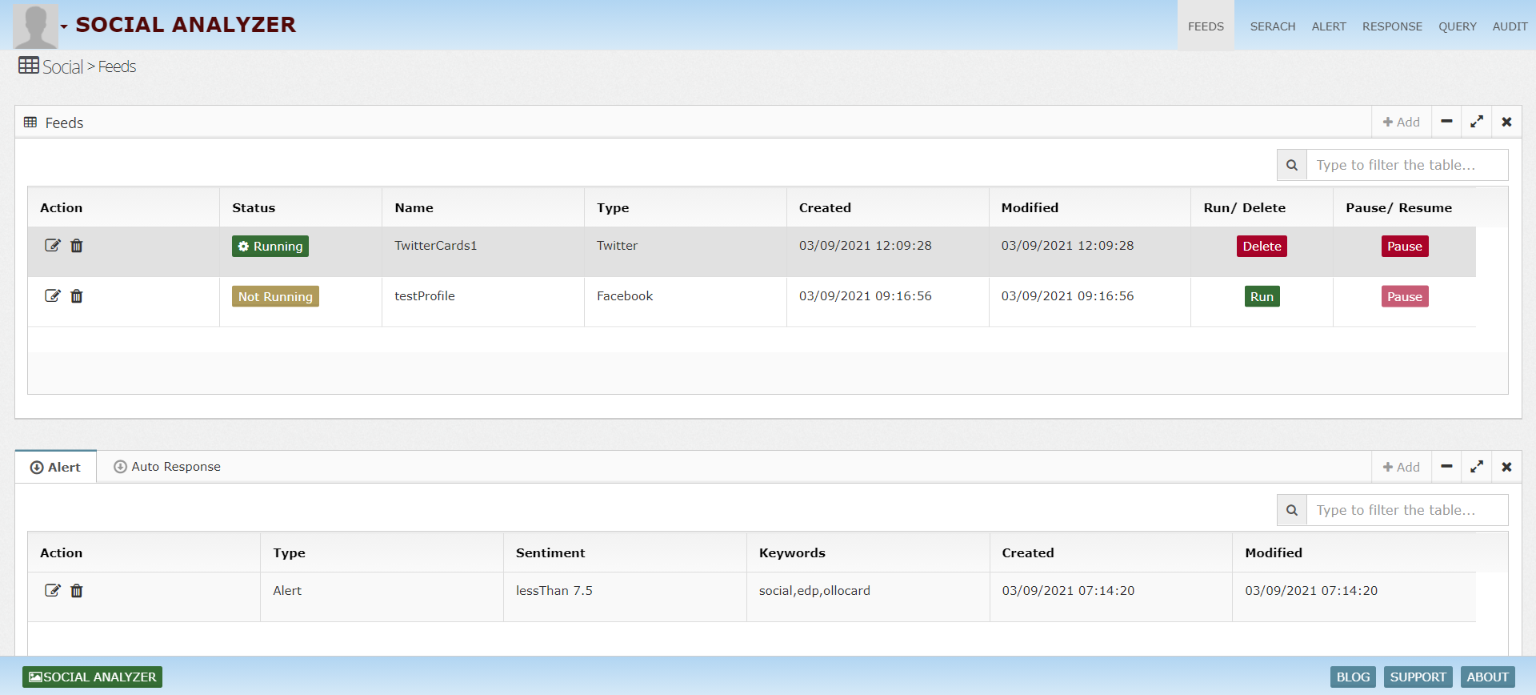 SOCIAL ANALYZER
FEEDS SERACH ALERT RESPONSE QUERY AUDIT
Social > Feeds
Feeds
Add
Type to filter the table...
Action Status Name Type Created Modified Run/ Delete Pause/ Resume
Running TwitterCards1 Twitter 03/09/2021 12:09:28 03/09/2021 12:09:28 Delete Pause
Not Running testProfile Facebook 03/09/2021 09:16:56 03/09/2021 09:16:56 Run Pause
Alert Auto Response
Add
Type to filter the table...
Action Type Sentiment Keywords Created Modified
Alert lessThan 7.5 social,edp,ollocard 03/09/2021 07:14:20 03/09/2021 07:14:20
SOCIAL ANALYZER
BLOG SUPPORT ABOUT